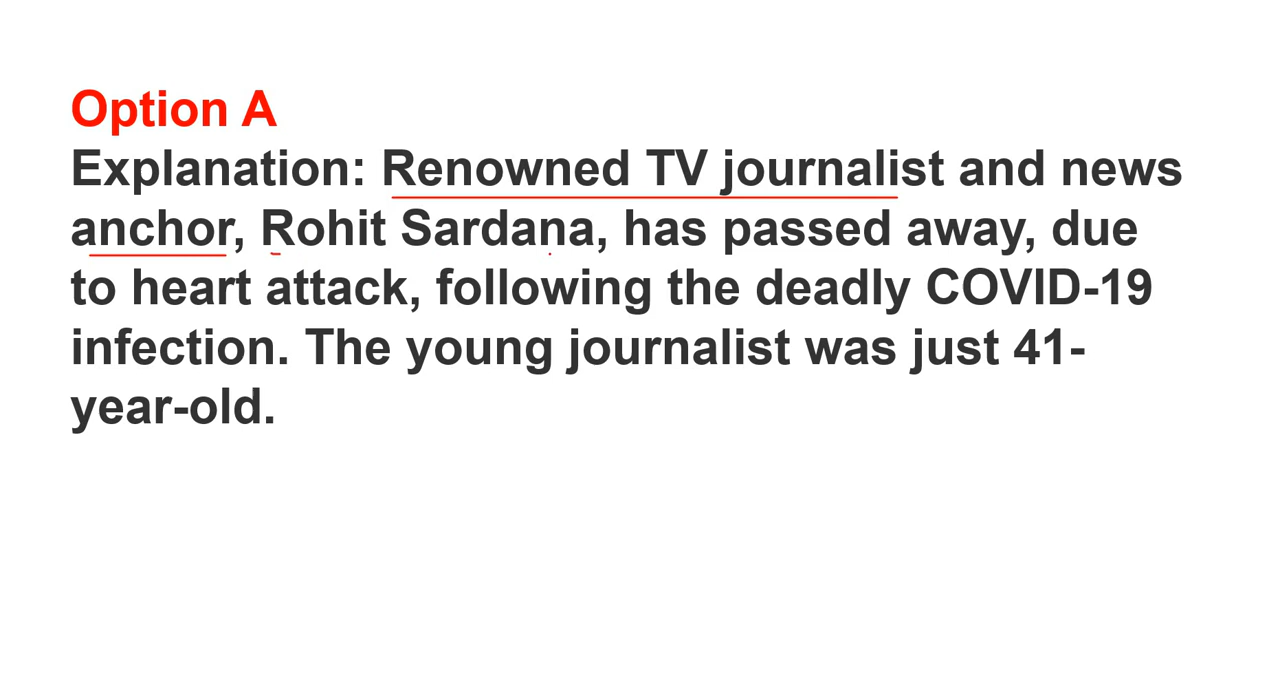 Option A
Explanation: Renowned TV journalist and news
anchor, Rohit Sardana, has passed away, due
to heart attack, following the deadly COVID-19
infection. The young journalist was just 41-
year-old.